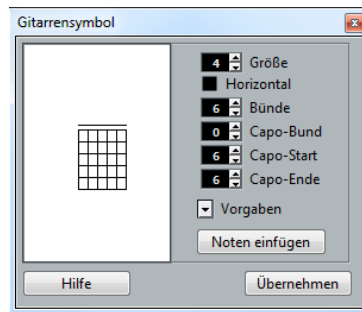 Gitarrensymbol
4 Größe
Horizontal
6 Bünde
0 Capo-Bund
6 Capo-Start
6 Capo-Ende
Vorgaben
Noten einfügen
Hilfe
Übernehmen